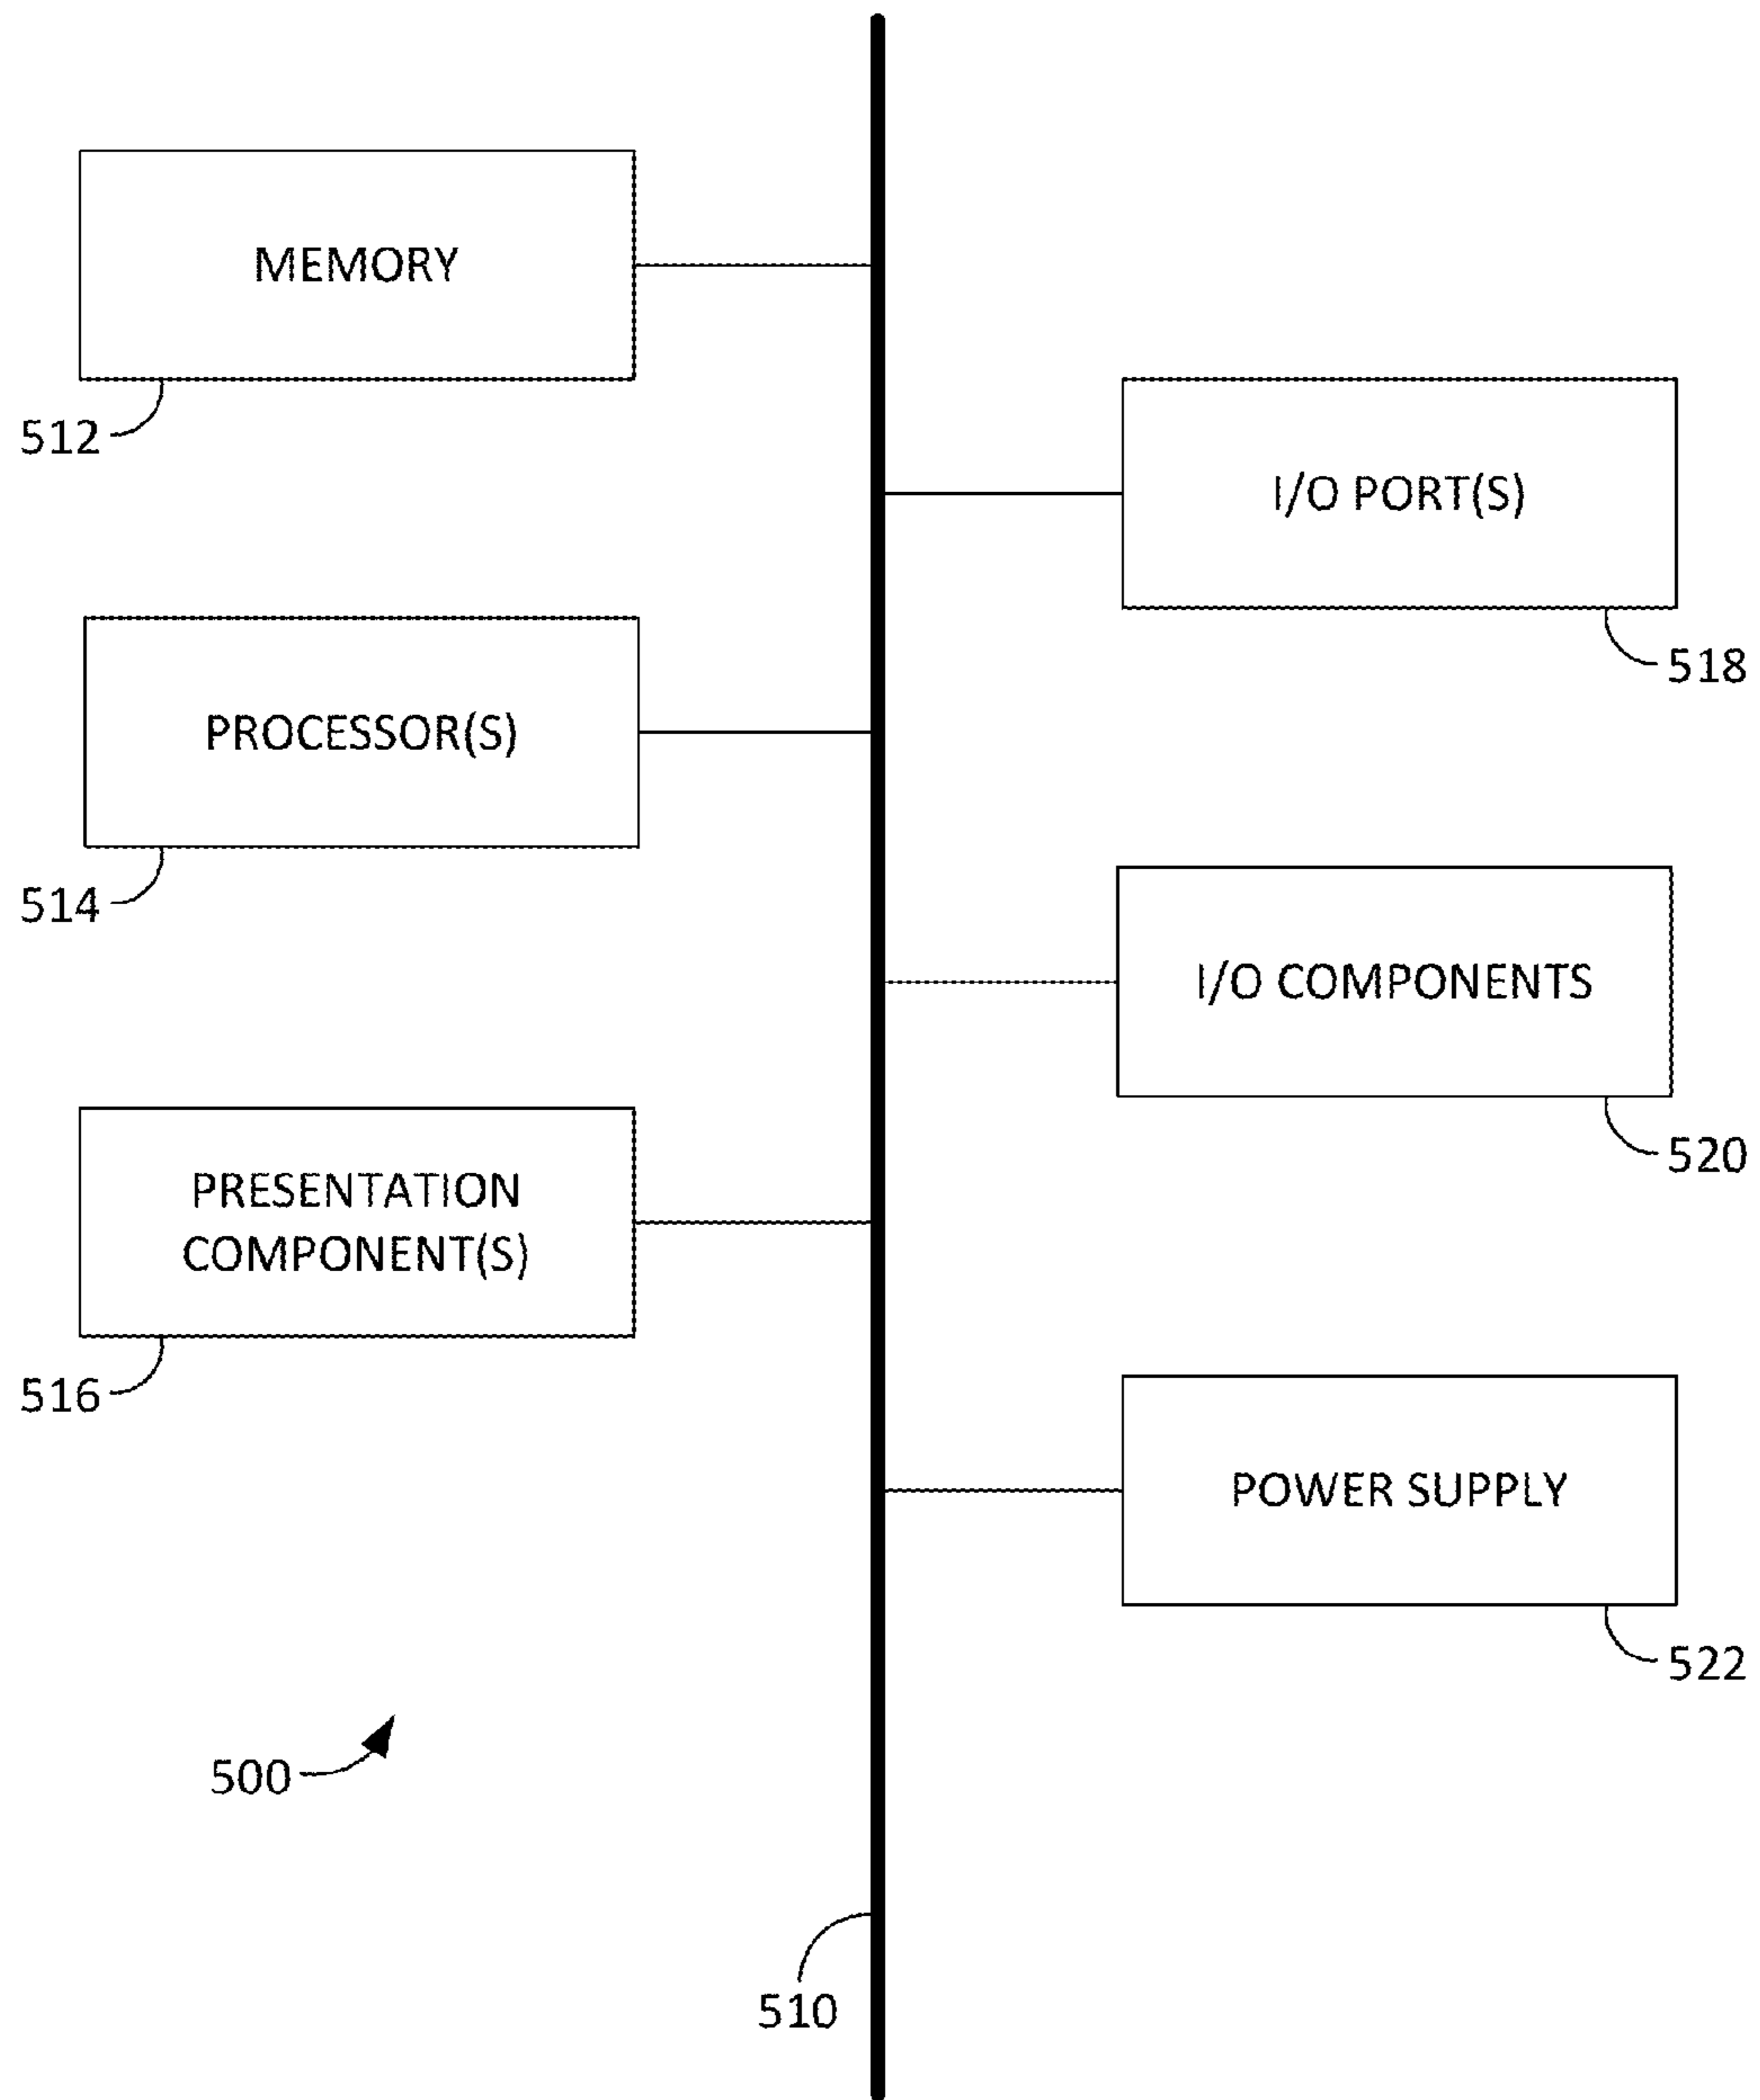 MEMORY
512
I/O PORT(S)
518
PROCESSOR(S)
514
I/O COMPONENTS
520
PRESENTATION
COMPONENT(S)
516
POWER SUPPLY
522
500
510